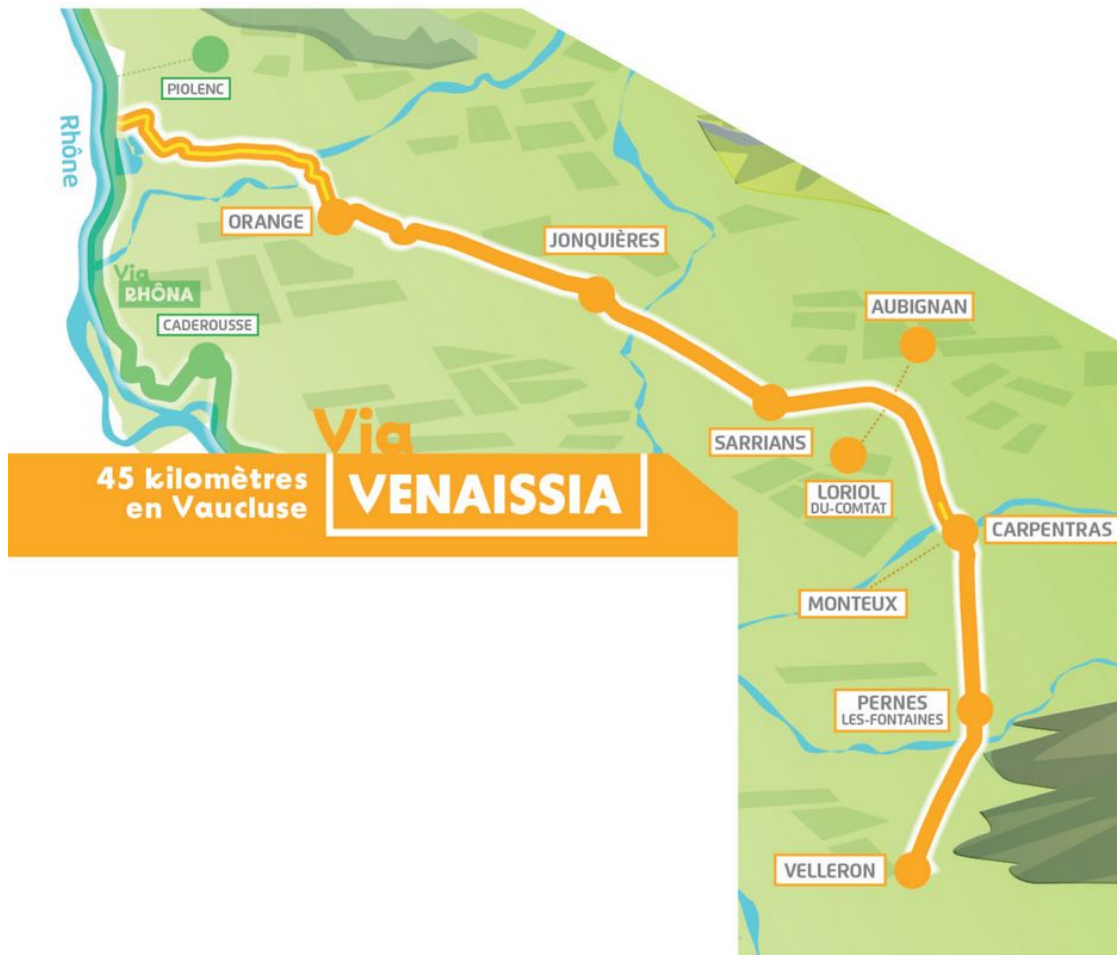 PIOLENC
Rhône
ORANGE
JONQUIÈRES
Via
RHÔNA
CADEROUSSE
AUBIGNAN
SARRIANS
LORIOL
DU-COMTAT
Via
VENAISSIA
45 kilomètres
en Vaucluse
CARPENTRAS
MONTEUX
PERNES
LES-FONTAINES
VELLERON